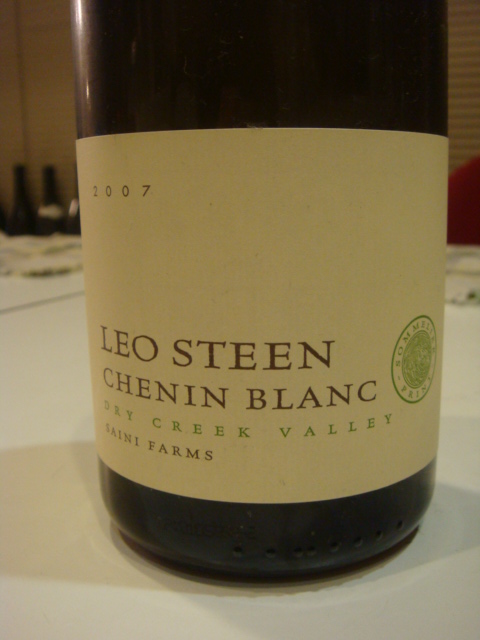 2007
LEO STEEN
CHENIN BLANC
DRY CREEK VALLEY
SAINI FARMS